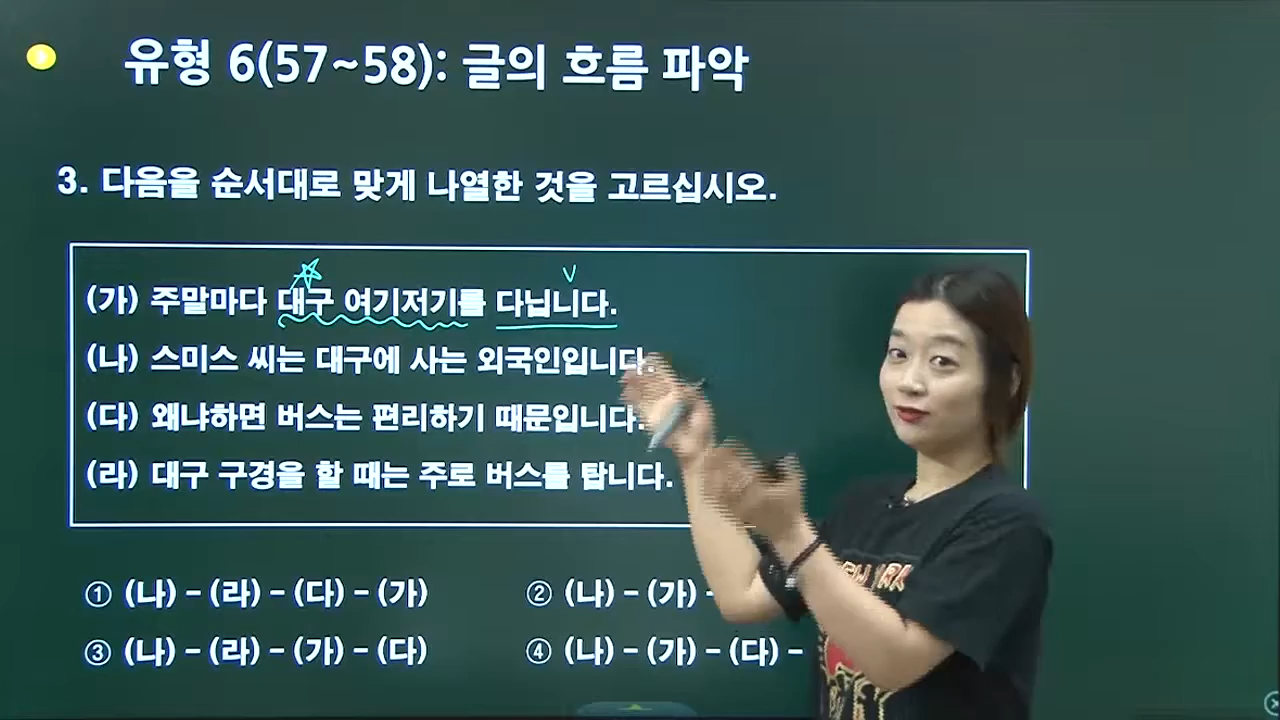 유형 6(57~58): 글의 흐름 파악
3. 다음을 순서대로 맞게 나열한 것을 고르십시오.
(가) 주말마다 대구 여기저기를 다닙니다.
(나) 스미스 씨는 대구에 사는 외국인입니다.
(다) 왜냐하면 버스는 편리하기 때문입니다.
(라) 대구 구경을 할 때는 주로 버스를 탑니다.
① (나) - (라) - (다) - (가)
② (나) - (가) -
③ (나) - (라) - (가) - (다)
④ (나) - (가) - (다) -